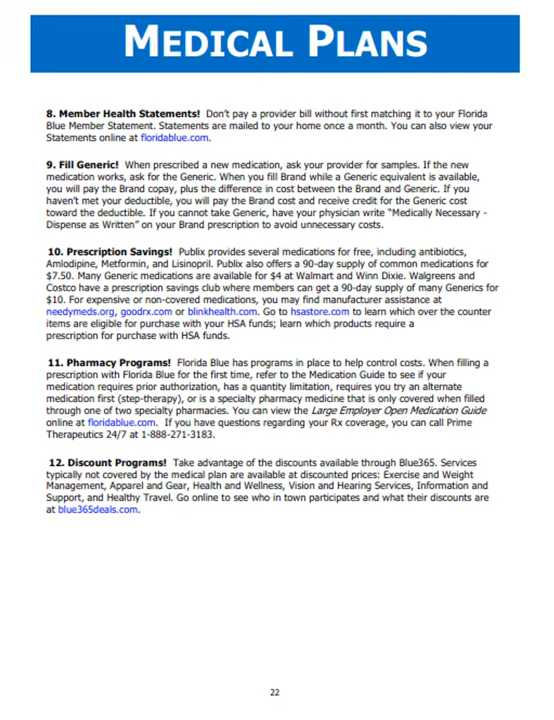 MEDICAL PLANS
8. Member Health Statements! Don't pay a provider bill without first matching it to your Florida
Blue Member Statement. Statements are mailed to your home once a month. You can also view your
Statements online at floridablue.com.
9. Fill Generic! When prescribed a new medication, ask your provider for samples. If the new
medication works, ask for the Generic. When you fill Brand while a Generic equivalent is available,
you will pay the Brand copay, plus the difference in cost between the Brand and Generic. If you
haven't met your deductible, you will pay the Brand cost and receive credit for the Generic cost
toward the deductible. If you cannot take Generic, have your physician write "Medically Necessary -
Dispense as Written" on your Brand prescription to avoid unnecessary costs.
10. Prescription Savings! Publix provides several medications for free, including antibiotics,
Amlodipine, Metformin, and Lisinopril. Publix also offers a 90-day supply of common medications for
$7.50. Many Generic medications are available for $4 at Walmart and Winn Dixie. Walgreens and
Costco have a prescription savings club where members can get a 90-day supply of many Generics for
$10. For expensive or non-covered medications, you may find manufacturer assistance at
needymeds.org, goodrx.com or blinkhealth.com. Go to hsastore.com to learn which over the counter
items are eligible for purchase with your HSA funds; learn which products require a
prescription for purchase with HSA funds.
11. Pharmacy Programs! Florida Blue has programs in place to help control costs. When filling a
prescription with Florida Blue for the first time, refer to the Medication Guide to see if your
medication requires prior authorization, has a quantity limitation, requires you try an alternate
medication first (step-therapy), or is a specialty pharmacy medicine that is only covered when filled
through one of two specialty pharmacies. You can view the Large Employer Open Medication Guide
online at floridablue.com. If you have questions regarding your Rx coverage, you can call Prime
Therapeutics 24/7 at 1-888-271-3183.
12. Discount Programs! Take advantage of the discounts available through Blue365. Services
typically not covered by the medical plan are available at discounted prices: Exercise and Weight
Management, Apparel and Gear, Health and Wellness, Vision and Hearing Services, Information and
Support, and Healthy Travel. Go online to see who in town participates and what their discounts are
at blue365deals.com.
22